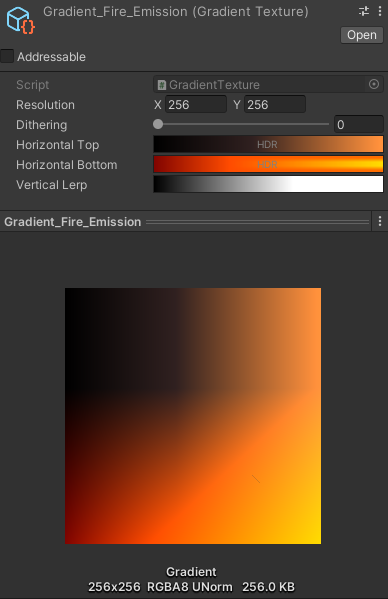 Gradient_Fire_Emission (Gradient Texture)
Open
Addressable
Script GradientTexture
Resolution X 256 Y 256
Dithering 0
Horizontal Top HDR
Horizontal Bottom HDR
Vertical Lerp
Gradient_Fire_Emission
Gradient
256x256 RGBA8 UNorm 256.0 KB